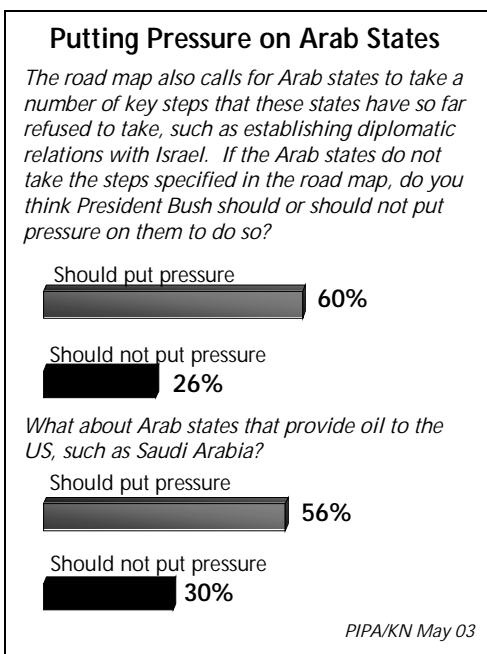 Putting Pressure on Arab States
The road map also calls for Arab states to take a
number of key steps that these states have so far
refused to take, such as establishing diplomatic
relations with Israel.  If the Arab states do not
take the steps specified in the road map, do you
think President Bush should or should not put
pressure on them to do so?
Should put pressure
60%
Should not put pressure
26%
What about Arab states that provide oil to the
US, such as Saudi Arabia?
Should put pressure
56%
Should not put pressure
30%
PIPA/KN May 03